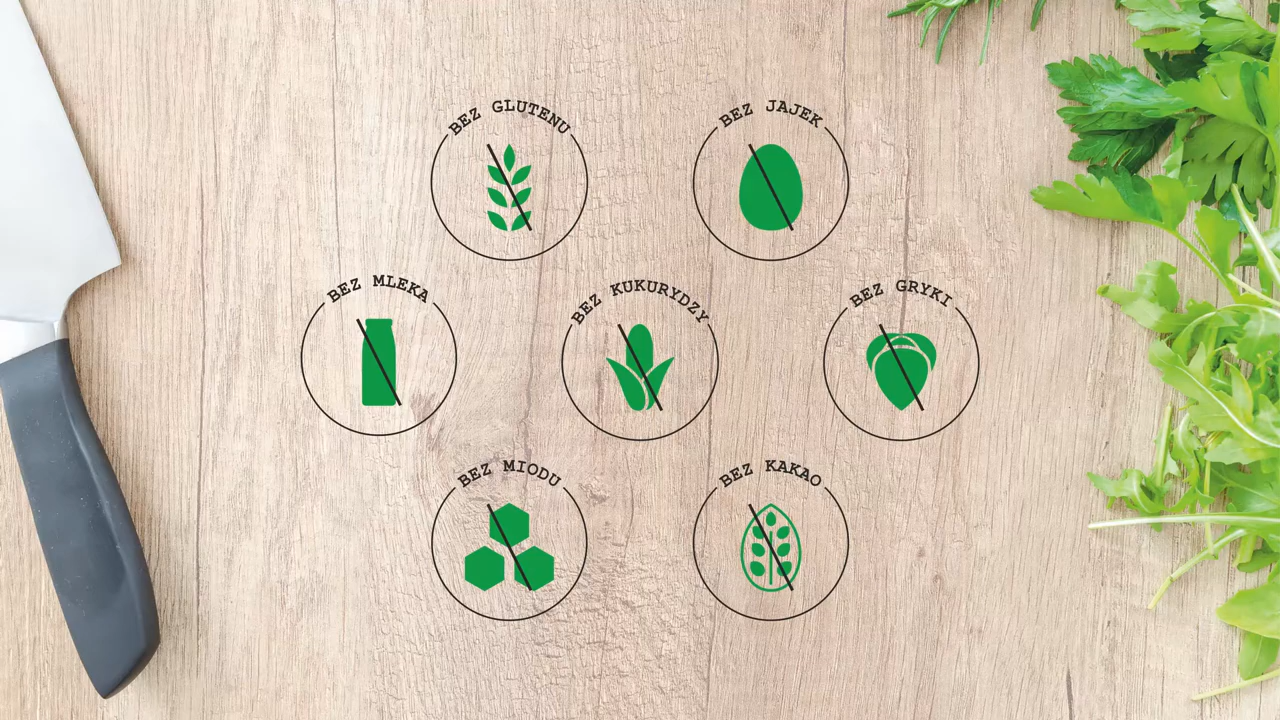 BEZ GLUTENU
BEZ JAJEK
BEZ MLEKA
BEZ KUKURYDZY
BEZ GRYKI
BEZ MIODU
BEZ KAKAO